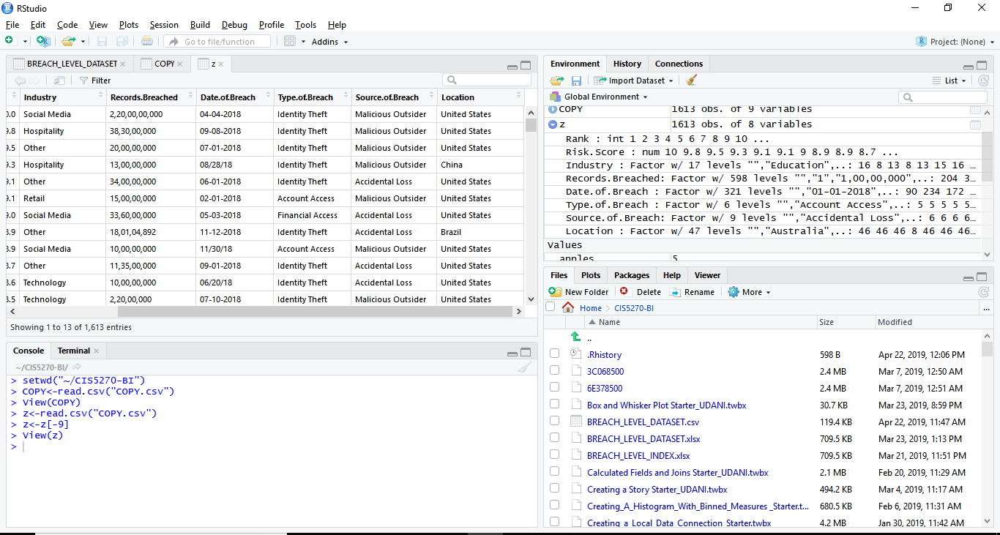 RStudio
File Edit Code View Plots Session Build Debug Profile Tools Help
Go to file/function Addins Project: (None)
BREACH_LEVEL_DATASET COPY z
Filter
Industry Records.Breached Date.of.Breach Type.of.Breach Source.of.Breach Location
0.0 Social Media 2,20,00,00,000 04-04-2018 Identity Theft Malicious Outsider United States
9.8 Hospitality 38,30,00,000 09-08-2018 Identity Theft Malicious Outsider United States
9.5 Other 20,00,00,000 07-01-2018 Identity Theft Malicious Outsider United States
9.3 Hospitality 13,00,00,000 08/28/18 Identity Theft Malicious Outsider China
9.1 Other 34,00,00,000 06-01-2018 Identity Theft Accidental Loss United States
9.1 Retail 15,00,00,000 02-01-2018 Account Access Malicious Outsider United States
9.0 Social Media 33,60,00,000 05-03-2018 Financial Access Accidental Loss United States
8.9 Other 18,01,04,892 11-12-2018 Identity Theft Accidental Loss Brazil
8.9 Social Media 10,00,00,000 11/30/18 Account Access Malicious Outsider United States
8.7 Other 11,35,00,000 09-01-2018 Identity Theft Accidental Loss United States
8.6 Technology 10,00,00,000 06/20/18 Identity Theft Accidental Loss United States
8.5 Technology 2,20,00,000 07-10-2018 Identity Theft Malicious Outsider United States
Showing 1 to 13 of 1,613 entries
Console Terminal
~/CIS5270-BI/
> setwd("~/CIS5270-BI")
> COPY<-read.csv("COPY.csv")
> View(COPY)
> z<-read.csv("COPY.csv")
> z<-z[-9]
> View(z)
>
Environment History Connections
Import Dataset List
Global Environment
COPY 1613 obs. of 9 variables
z 1613 obs. of 8 variables
Rank : int 1 2 3 4 5 6 7 8 9 10 ...
Risk.Score : num 10 9.8 9.5 9.3 9.1 9.1 9 8.9 8.9 8.7 ...
Industry : Factor w/ 17 levels "","Education",..: 16 8 13 8 13 15 16 …
Records.Breached: Factor w/ 598 levels "","1","1,00,00,000",..: 204 3…
Date.of.Breach : Factor w/ 321 levels "","01-01-2018",..: 90 234 172 …
Type.of.Breach : Factor w/ 6 levels "","Account Access",..: 5 5 5 5 5…
Source.of.Breach: Factor w/ 9 levels "","Accidental Loss",..: 6 6 6 6…
Location : Factor w/ 47 levels "","Australia",..: 46 46 46 8 46 46 46…
Values
apples 5
Files Plots Packages Help Viewer
New Folder Delete Rename More
Home CIS5270-BI ...
Name Size Modified
..
.Rhistory 598 B Apr 22, 2019, 12:06 PM
3C068500 2.4 MB Mar 7, 2019, 12:50 AM
6E378500 2.4 MB Mar 7, 2019, 12:51 AM
Box and Whisker Plot Starter_UDANI.twbx 30.7 KB Mar 23, 2019, 8:59 PM
BREACH_LEVEL_DATASET.csv 119.4 KB Apr 22, 2019, 11:47 AM
BREACH_LEVEL_DATASET.xlsx 709.5 KB Mar 23, 2019, 1:13 PM
BREACH_LEVEL_INDEX.xlsx 709.5 KB Mar 21, 2019, 11:51 PM
Calculated Fields and Joins Starter_UDANI.twbx 2.1 MB Feb 20, 2019, 11:29 AM
Creating a Story Starter_UDANI.twbx 494.2 KB Mar 4, 2019, 11:17 AM
Creating_A_Histogram_With_Binned_Measures _Starter.t... 680.5 KB Feb 6, 2019, 11:31 AM
Creating a Local Data Connection Starter.twbx 4.2 MB Jan 30, 2019, 11:42 AM